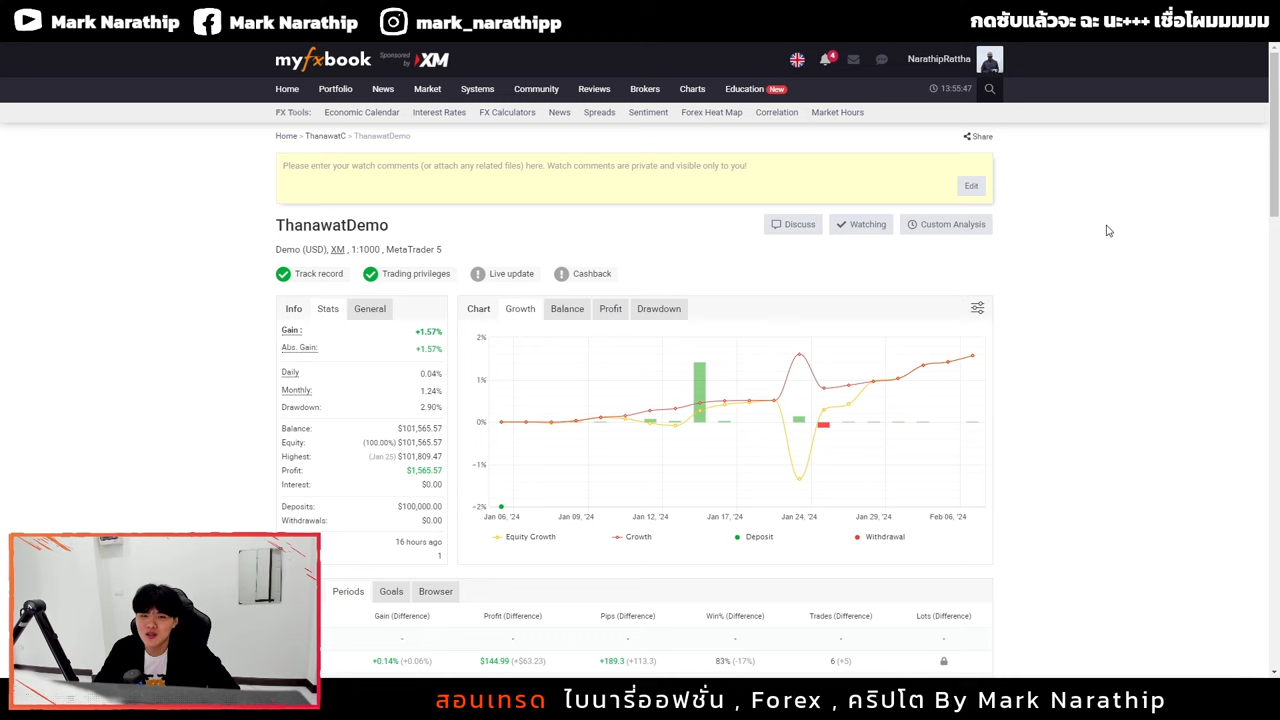 Mark Narathip Mark Narathip mark_narathipp กดซับแล้วจะ ฉะ นะ+++ เชื่อโผมมมมม
myfxbook Sponsored by XM 4 NarathipRattha
Home Portfolio News Market Systems Community Reviews Brokers Charts Education New 13:55:47
FX Tools: Economic Calendar Interest Rates FX Calculators News Spreads Sentiment Forex Heat Map Correlation Market Hours
Home > ThanawatC > ThanawatDemo Share
Please enter your watch comments (or attach any related files) here. Watch comments are private and visible only to you!
Edit
ThanawatDemo Discuss Watching Custom Analysis
Demo (USD), XM , 1:1000 , MetaTrader 5
Track record Trading privileges Live update Cashback
Info Stats General
Gain : +1.57%
Abs. Gain: +1.57%
Daily 0.04%
Monthly: 1.24%
Drawdown: 2.90%
Balance: $101,565.57
Equity: (100.00%) $101,565.57
Highest: (Jan 25) $101,809.47
Profit: $1,565.57
Interest: $0.00
Deposits: $100,000.00
Withdrawals: $0.00
16 hours ago
1
Chart Growth Balance Profit Drawdown
2%
1%
0%
-1%
-2%
Jan 06, '24 Jan 09, '24 Jan 12, '24 Jan 17, '24 Jan 24, '24 Jan 29, '24 Feb 06, '24
Equity Growth Growth Deposit Withdrawal
Periods Goals Browser
Gain (Difference) Profit (Difference) Pips (Difference) Win% (Difference) Trades (Difference) Lots (Difference)
- - - - - -
+0.14% (+0.06%) $144.99 (+$63.23) +189.3 (+113.3) 83% (-17%) 6 (+5)
สอนเทรด ไบนารี่ออฟชั่น , Forex , คริปโต By Mark Narathip